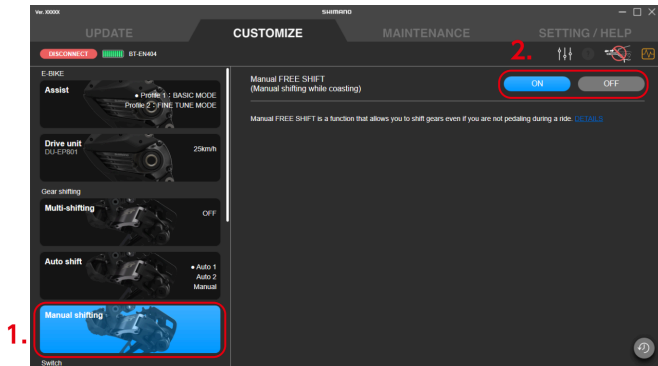 Ver. XXXXX
SHIMANO
UPDATE
CUSTOMIZE
MAINTENANCE
SETTING / HELP
DISCONNECT
BT-EN404
2.
E-BIKE
Assist
• Profile 1 : BASIC MODE
Profile 2 : FINE TUNE MODE
Drive unit
DU-EP801
25km/h
Gear shifting
Multi-shifting
OFF
Auto shift
• Auto 1
Auto 2
Manual
1.
Manual shifting
Switch
Manual FREE SHIFT
(Manual shifting while coasting)
ON
OFF
Manual FREE SHIFT is a function that allows you to shift gears even if you are not pedaling during a ride. DETAILS